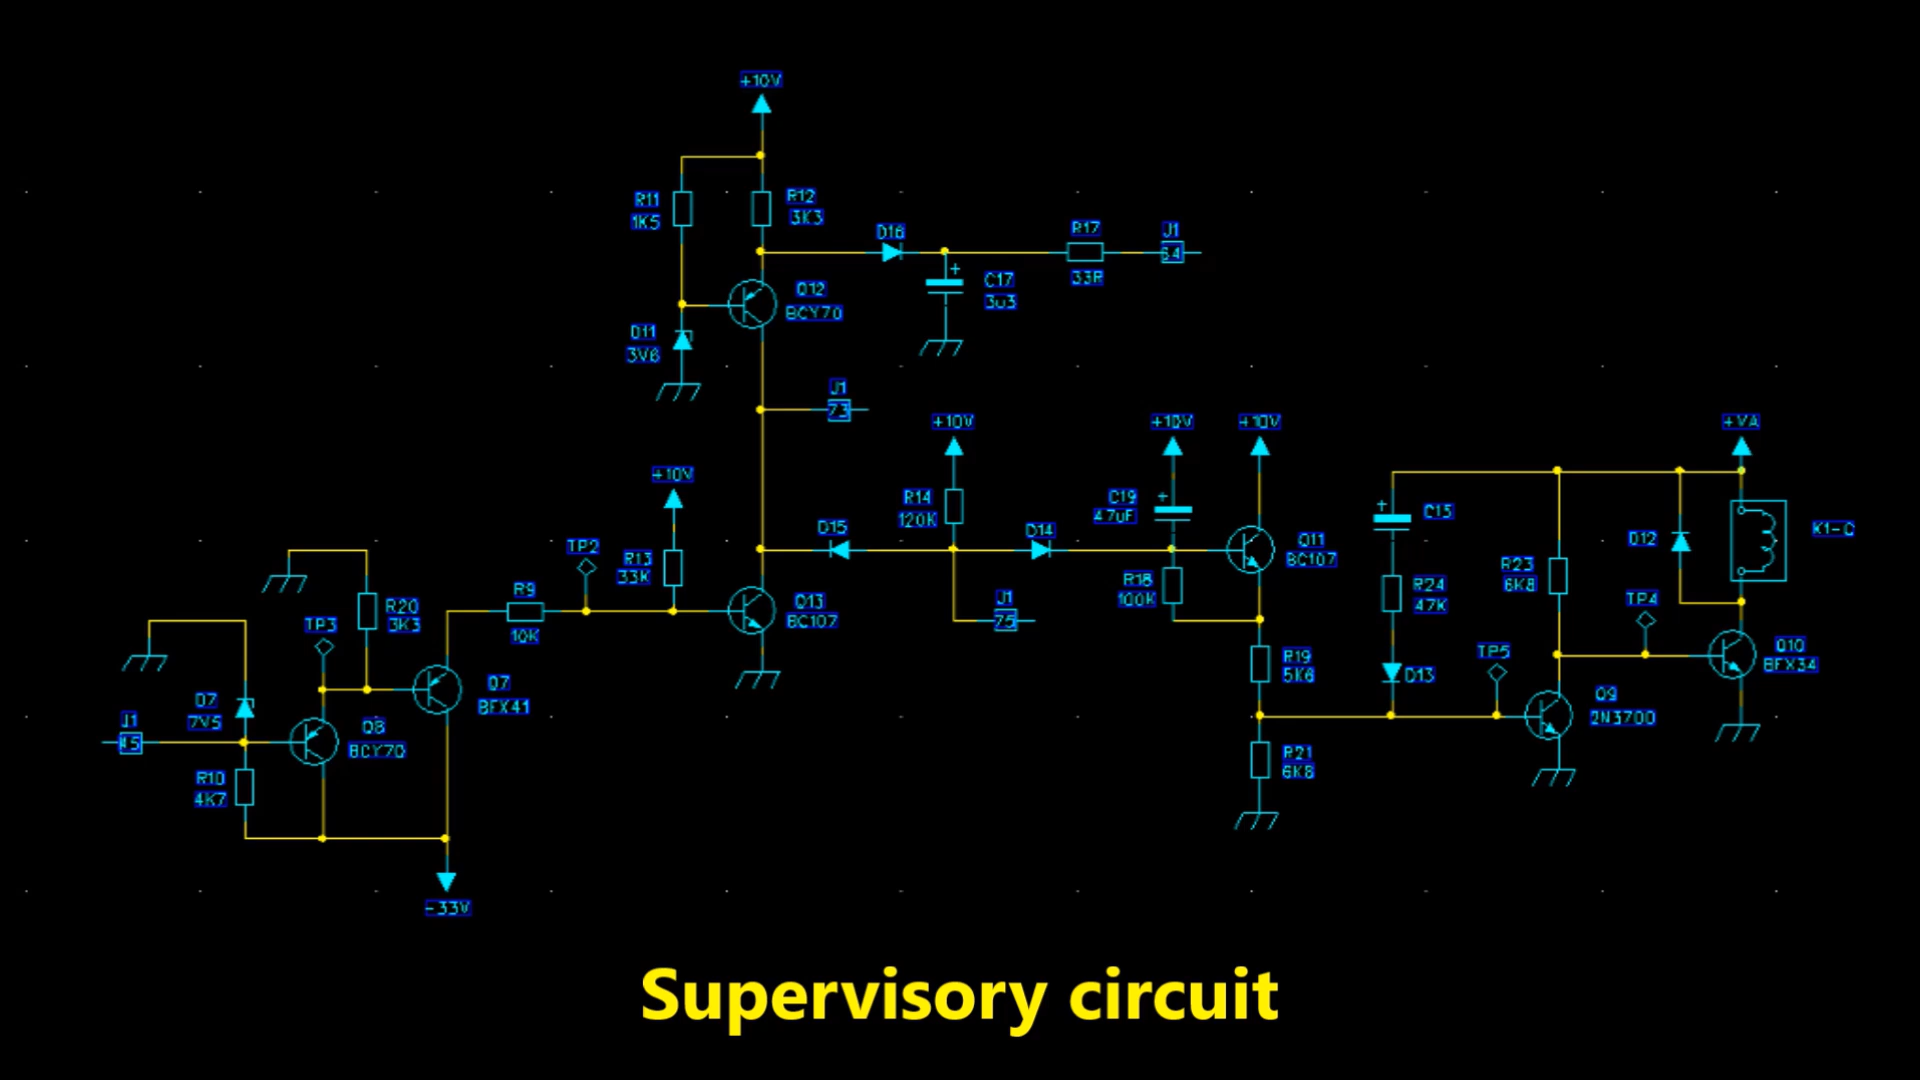 +10V
R11
1K5
R12
3K3
D16
R17
33R
J1
64
Q12
BCY70
C17
3u3
D11
3V6
J1
73
+10V
+10V
+10V
+VA
+10V
R14
120K
C19
47uF
C15
D15
D14
Q11
BC107
D12
K1-C
TP2
R13
33K
R23
6K8
R18
100K
R24
47K
R9
10K
Q13
BC107
J1
75
TP4
R20
3K3
TP3
TP5
R19
5K6
D13
Q10
BFX34
D7
7V5
Q7
BFX41
Q9
2N3700
J1
45
Q8
BCY70
R10
4K7
R21
6K8
-33V
Supervisory circuit